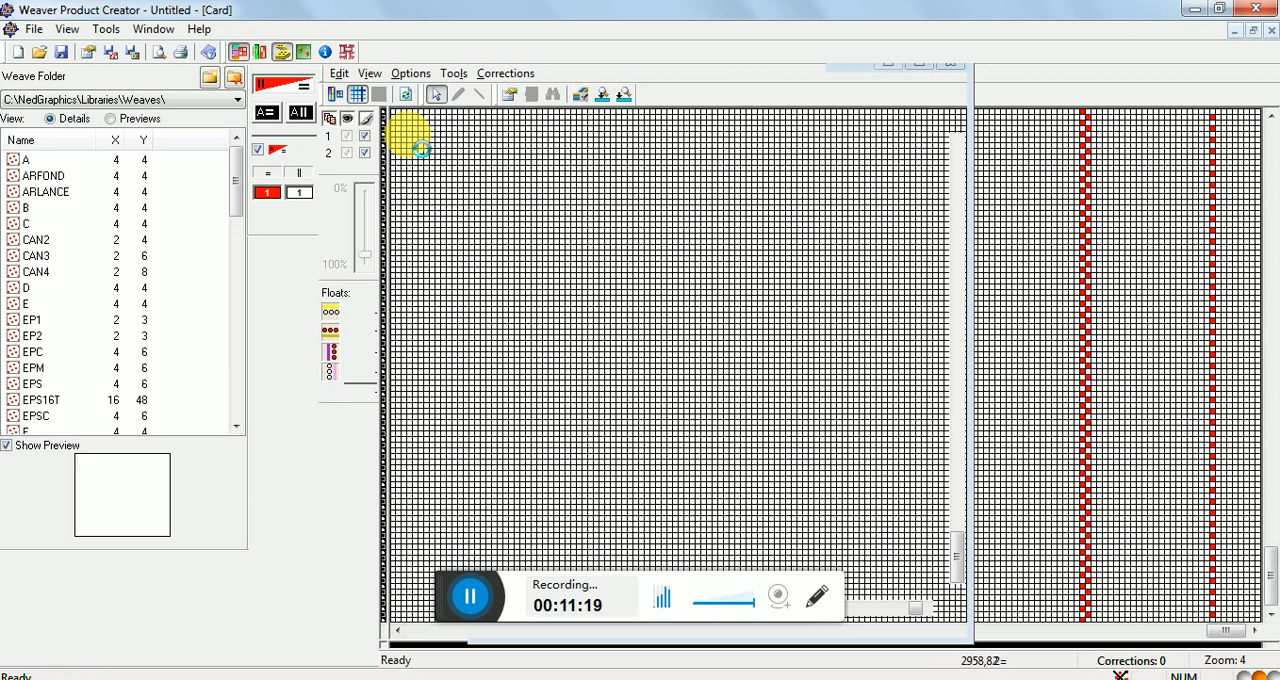 Weaver Product Creator - Untitled - [Card]
File View Tools Window Help
Weave Folder
Edit View Options Tools Corrections
C:\NedGraphics\Libraries\Weaves\
A= A||
View: Details Previews
Name X Y
1
2
= ||
1 1
0%
100%
Floats:
A 4 4
ARFOND 4 4
ARLANCE 4 4
B 4 4
C 4 4
CAN2 2 4
CAN3 2 6
CAN4 2 8
D 4 4
E 4 4
EP1 2 3
EP2 2 3
EPC 4 6
EPM 4 6
EPS 4 6
EPS16T 16 48
EPSC 4 6
F 4 4
Show Preview
Recording...
00:11:19
Ready 2958,82= Corrections: 0 Zoom: 4
Ready NUM